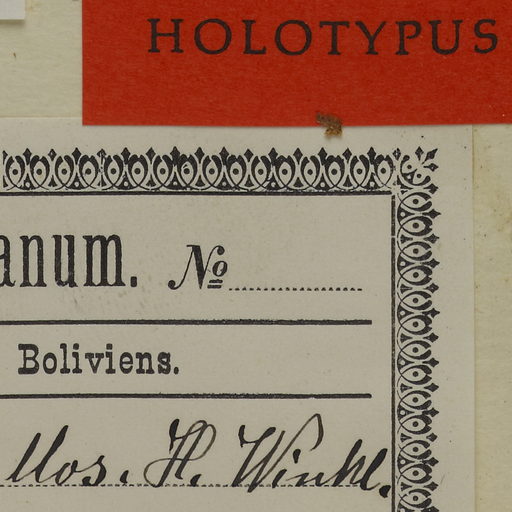 HOLOTYPUS
anum. № 
Boliviens.
llos. H. Winkl.